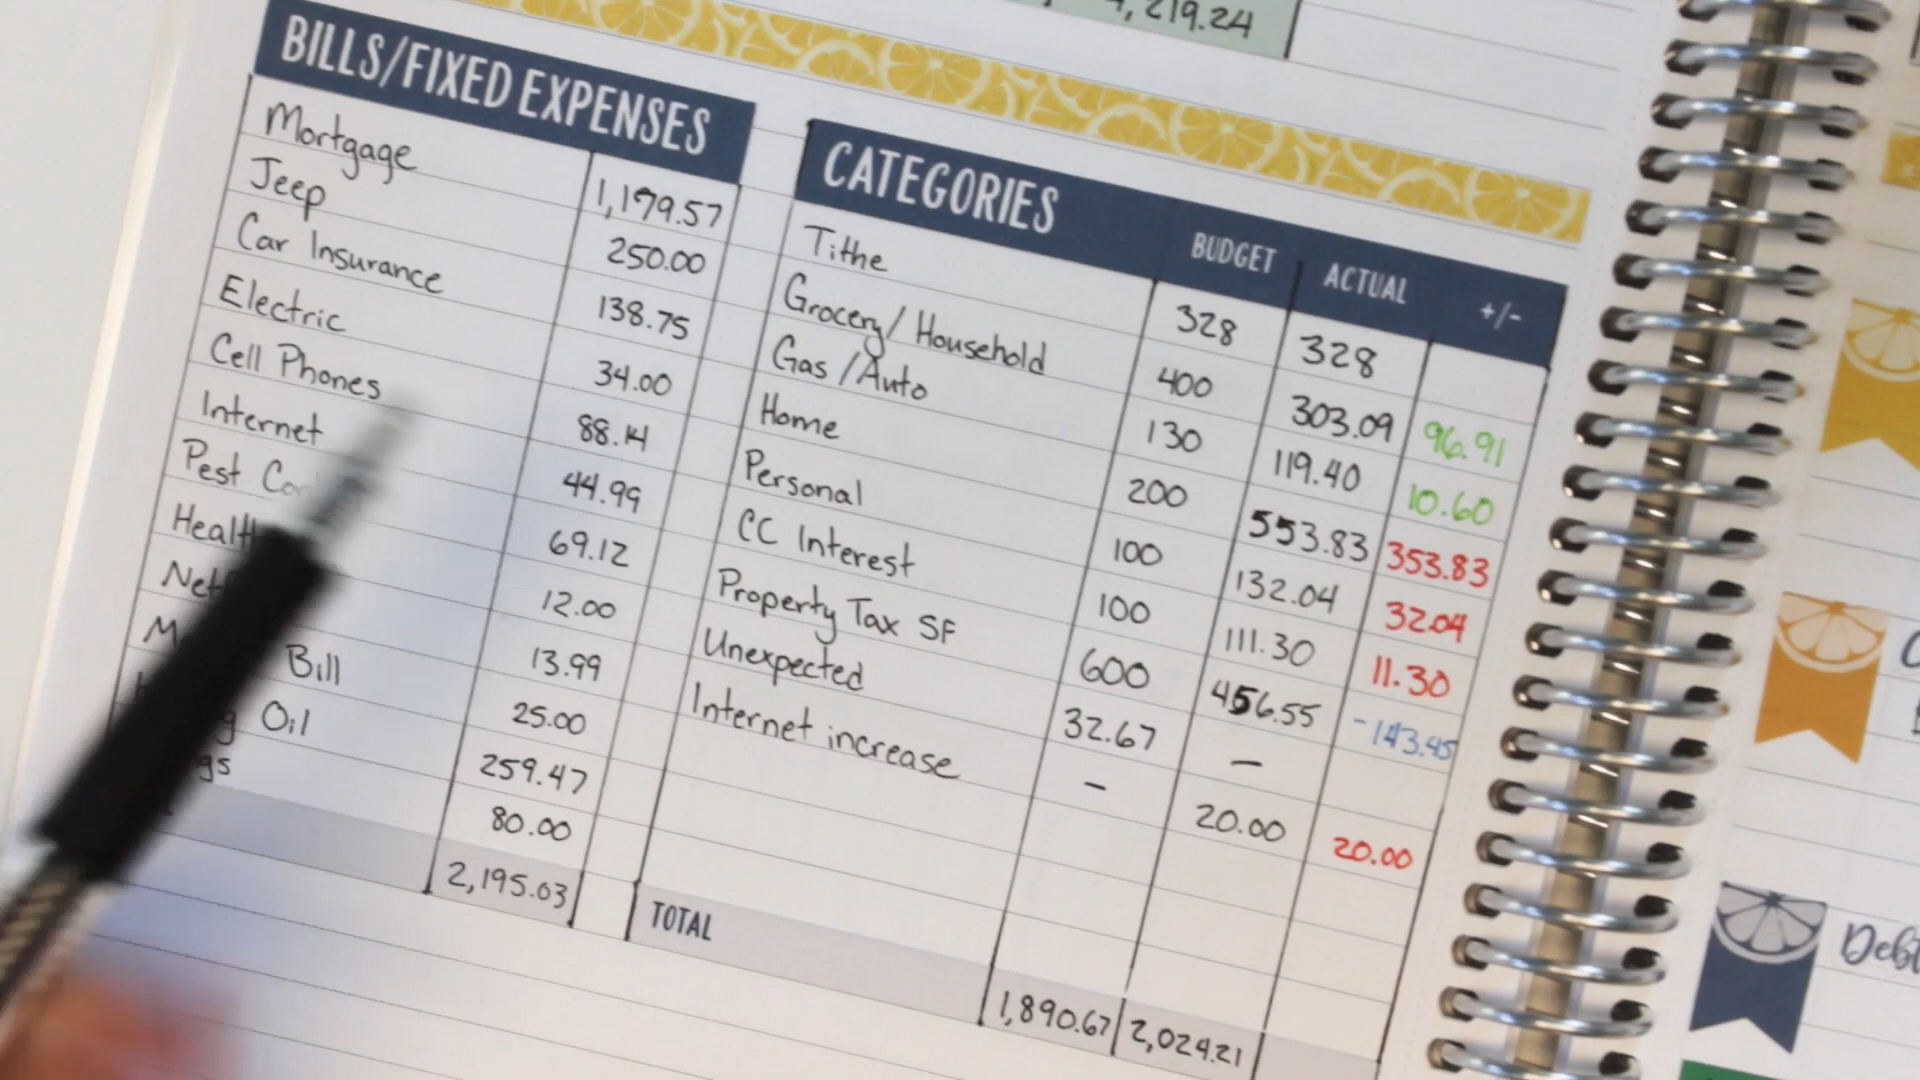 4,219.24
BILLS/FIXED EXPENSES
Mortgage 1,179.57
Jeep 250.00
Car Insurance 138.75
Electric 34.00
Cell Phones 88.14
Internet 44.99
Pest 69.12
12.00
13.99
Bill 25.00
Oil 259.47
80.00
2,195.03
CATEGORIES BUDGET ACTUAL +/-
Tithe 328 328
Grocery/Household 400 303.09 96.91
Gas/Auto 130 119.40 10.60
Home 200 553.83 353.83
Personal 100 132.04 32.04
CC Interest 100 111.30 11.30
Property Tax SF 600 456.55 -143.45
Unexpected 32.67 –
Internet increase – 20.00 20.00
TOTAL 1,890.67 2,024.21